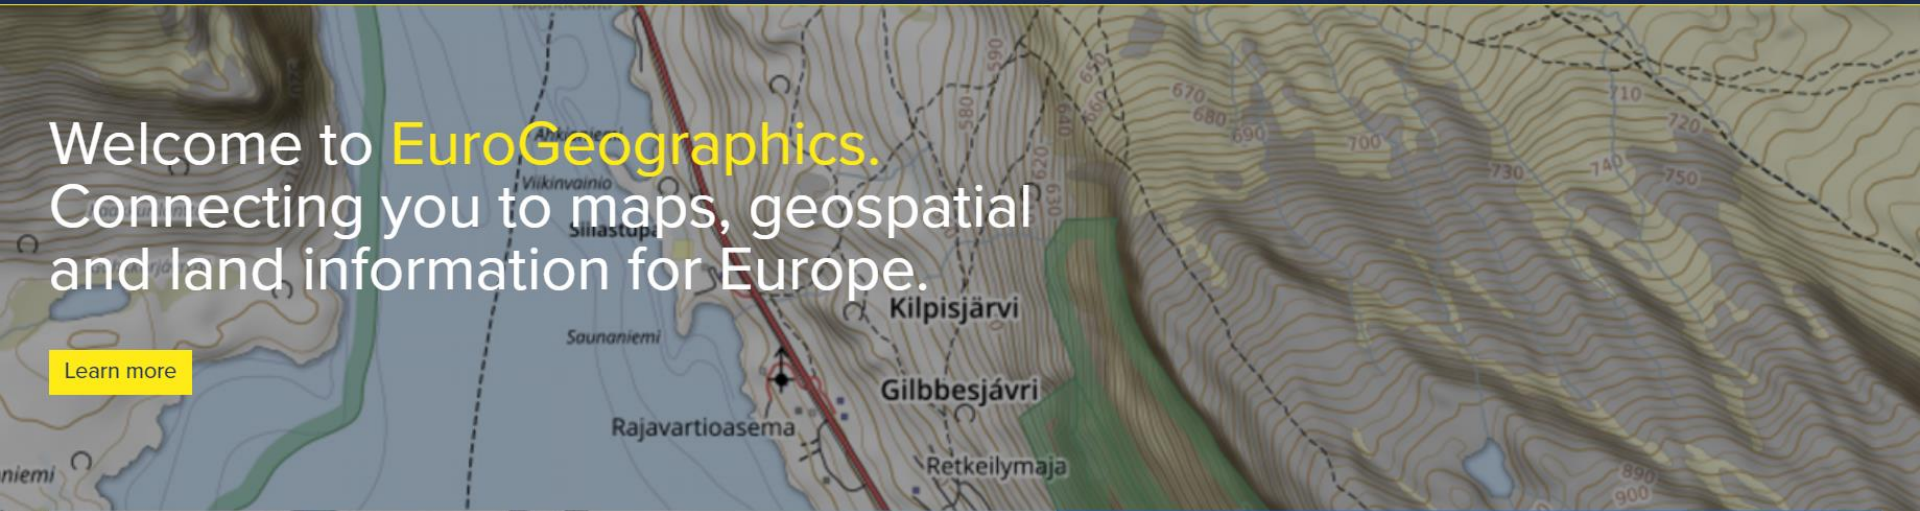 Welcome to EuroGeographics.
Connecting you to maps, geospatial
and land information for Europe.
Learn more
Viikinvainio
Siilastupa
Saunaniemi
Kilpisjärvi
Gilbbesjávri
Rajavartioasema
Retkeilymaja
niemi
590
580
650
660
640
620
630
670
680
690
700
710
720
730
740
750
890
900